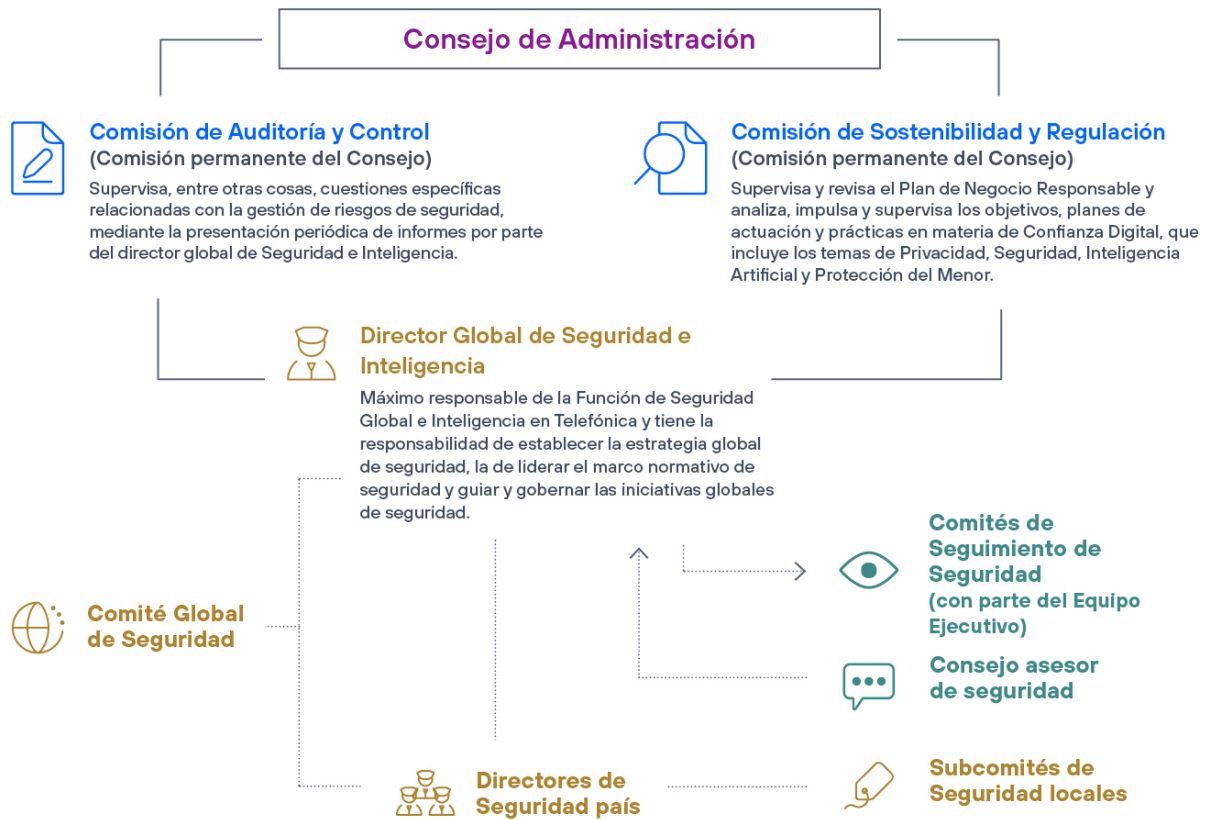 Consejo de Administración
Comisión de Auditoría y Control
(Comisión permanente del Consejo)
Supervisa, entre otras cosas, cuestiones específicas
relacionadas con la gestión de riesgos de seguridad,
mediante la presentación periódica de informes por parte
del director global de Seguridad e Inteligencia.
Comisión de Sostenibilidad y Regulación
(Comisión permanente del Consejo)
Supervisa y revisa el Plan de Negocio Responsable y
analiza, impulsa y supervisa los objetivos, planes de
actuación y prácticas en materia de Confianza Digital, que
incluye los temas de Privacidad, Seguridad, Inteligencia
Artificial y Protección del Menor.
Director Global de Seguridad e
Inteligencia
Máximo responsable de la Función de Seguridad
Global e Inteligencia en Telefónica y tiene la
responsabilidad de establecer la estrategia global
de seguridad, la de liderar el marco normativo de
seguridad y guiar y gobernar las iniciativas globales
de seguridad.
Comités de
Seguimiento de
Seguridad
(con parte del Equipo
Ejecutivo)
Comité Global
de Seguridad
Consejo asesor
de seguridad
Directores de
Seguridad país
Subcomités de
Seguridad locales